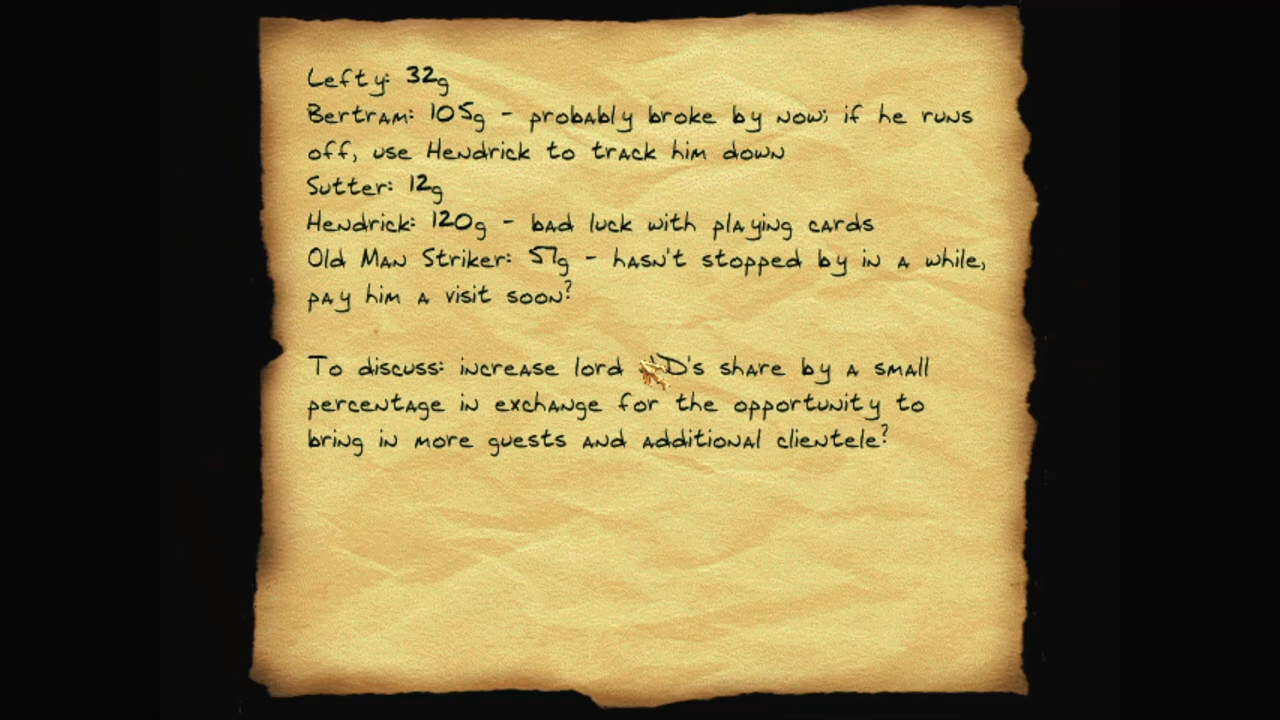 Lefty: 32g
Bertram: 105g - probably broke by now; if he runs
off, use Hendrick to track him down
Sutter: 12g
Hendrick: 120g - bad luck with playing cards
Old Man Striker: 57g - hasn't stopped by in a while,
pay him a visit soon?
To discuss: increase lord D's share by a small
percentage in exchange for the opportunity to
bring in more guests and additional clientele?